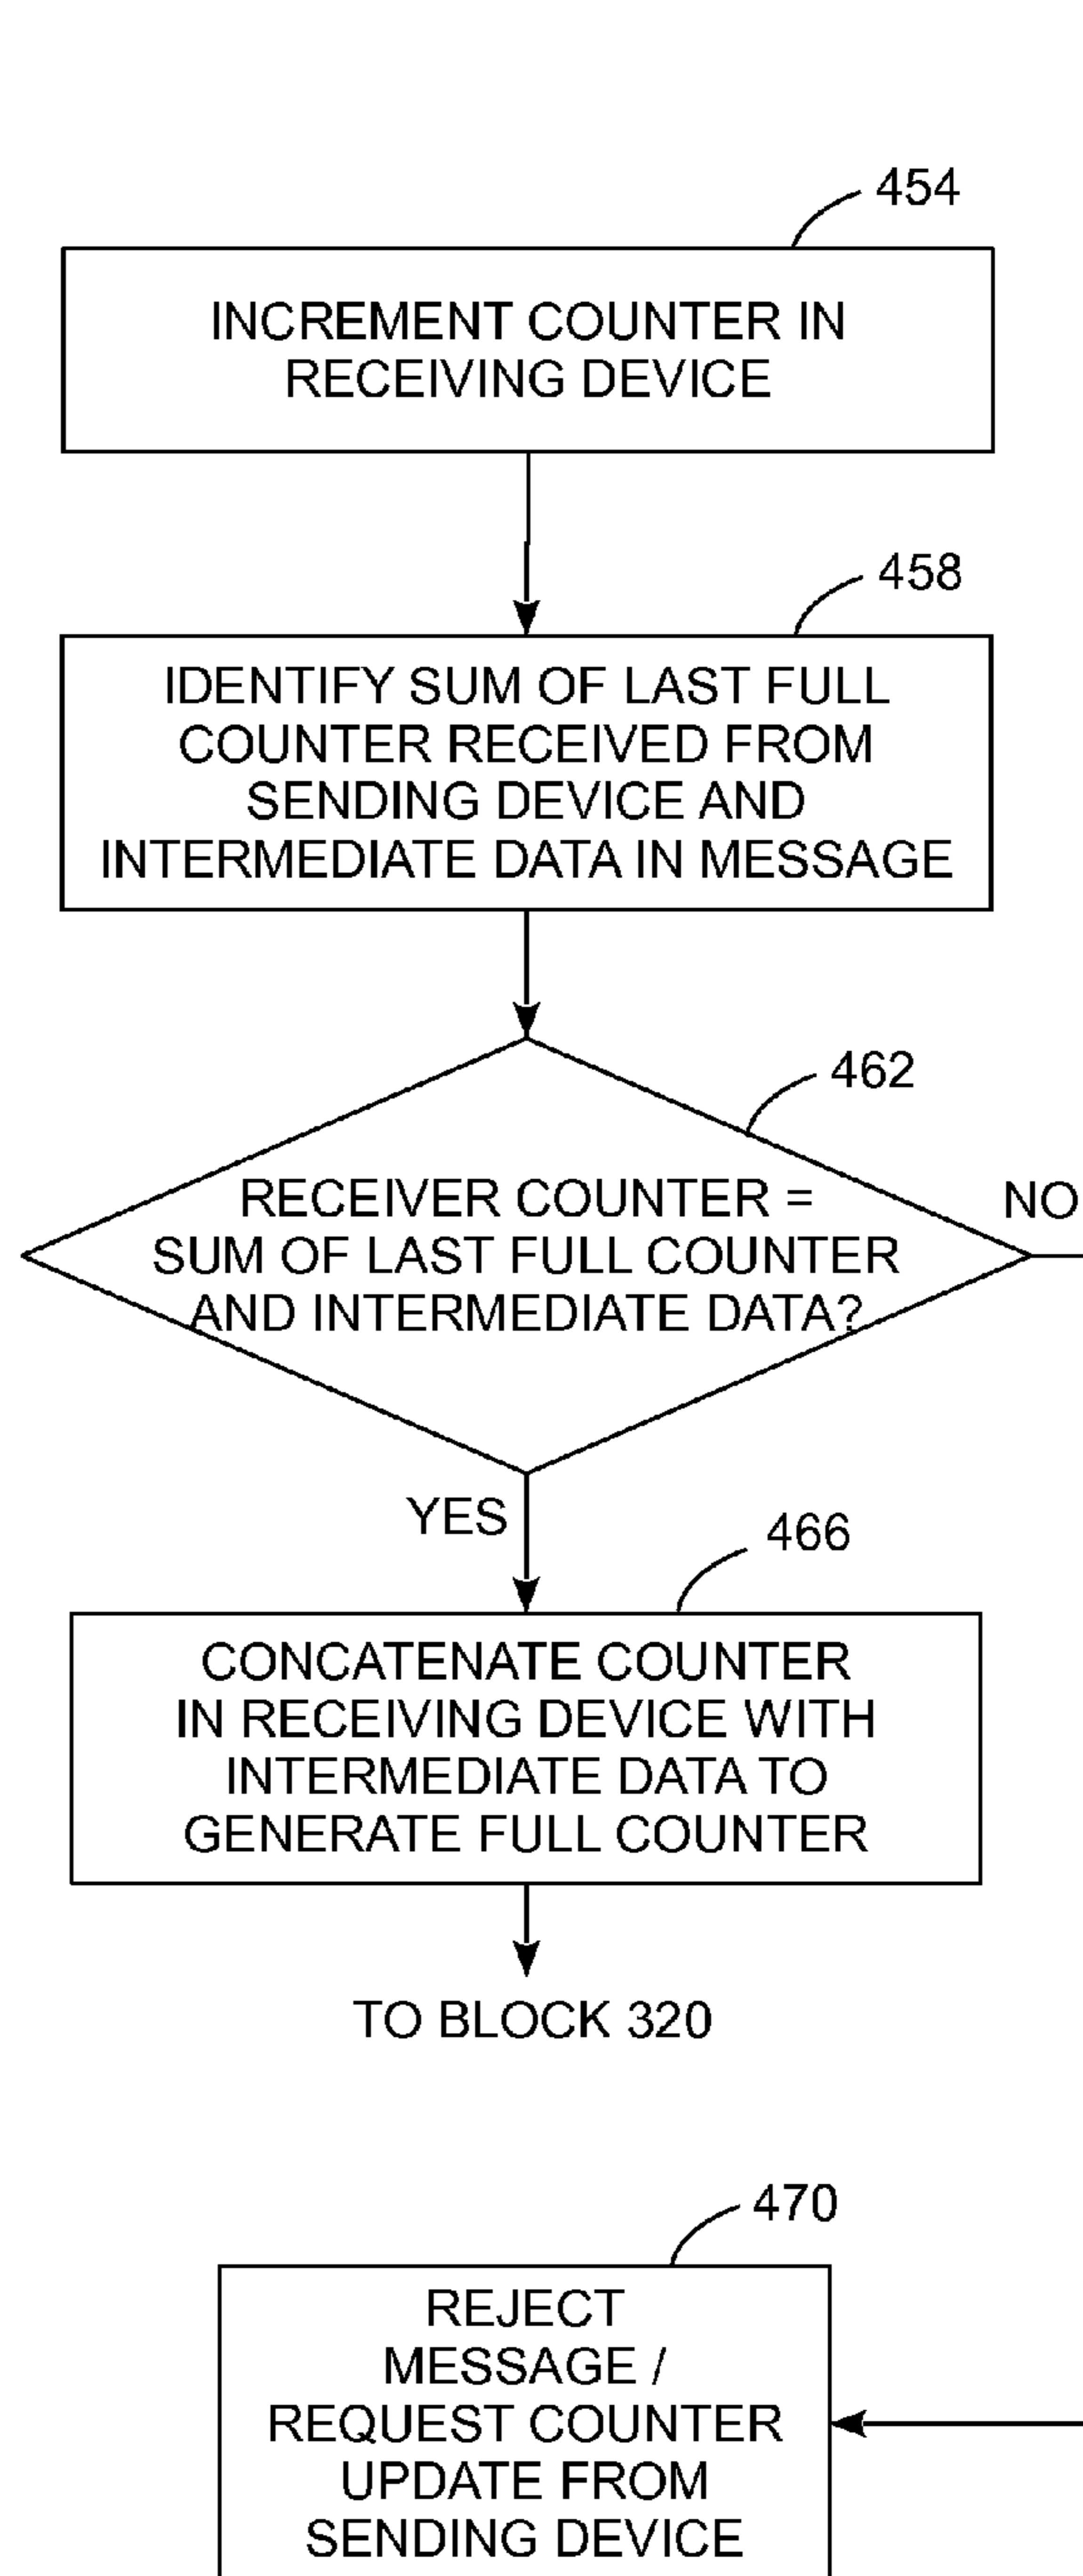 454
INCREMENT COUNTER IN
RECEIVING DEVICE
458
IDENTIFY SUM OF LAST FULL
COUNTER RECEIVED FROM
SENDING DEVICE AND
INTERMEDIATE DATA IN MESSAGE
462
RECEIVER COUNTER =
SUM OF LAST FULL COUNTER
AND INTERMEDIATE DATA?
NO
YES
466
CONCATENATE COUNTER
IN RECEIVING DEVICE WITH
INTERMEDIATE DATA TO
GENERATE FULL COUNTER
TO BLOCK 320
470
REJECT
MESSAGE /
REQUEST COUNTER
UPDATE FROM
SENDING DEVICE